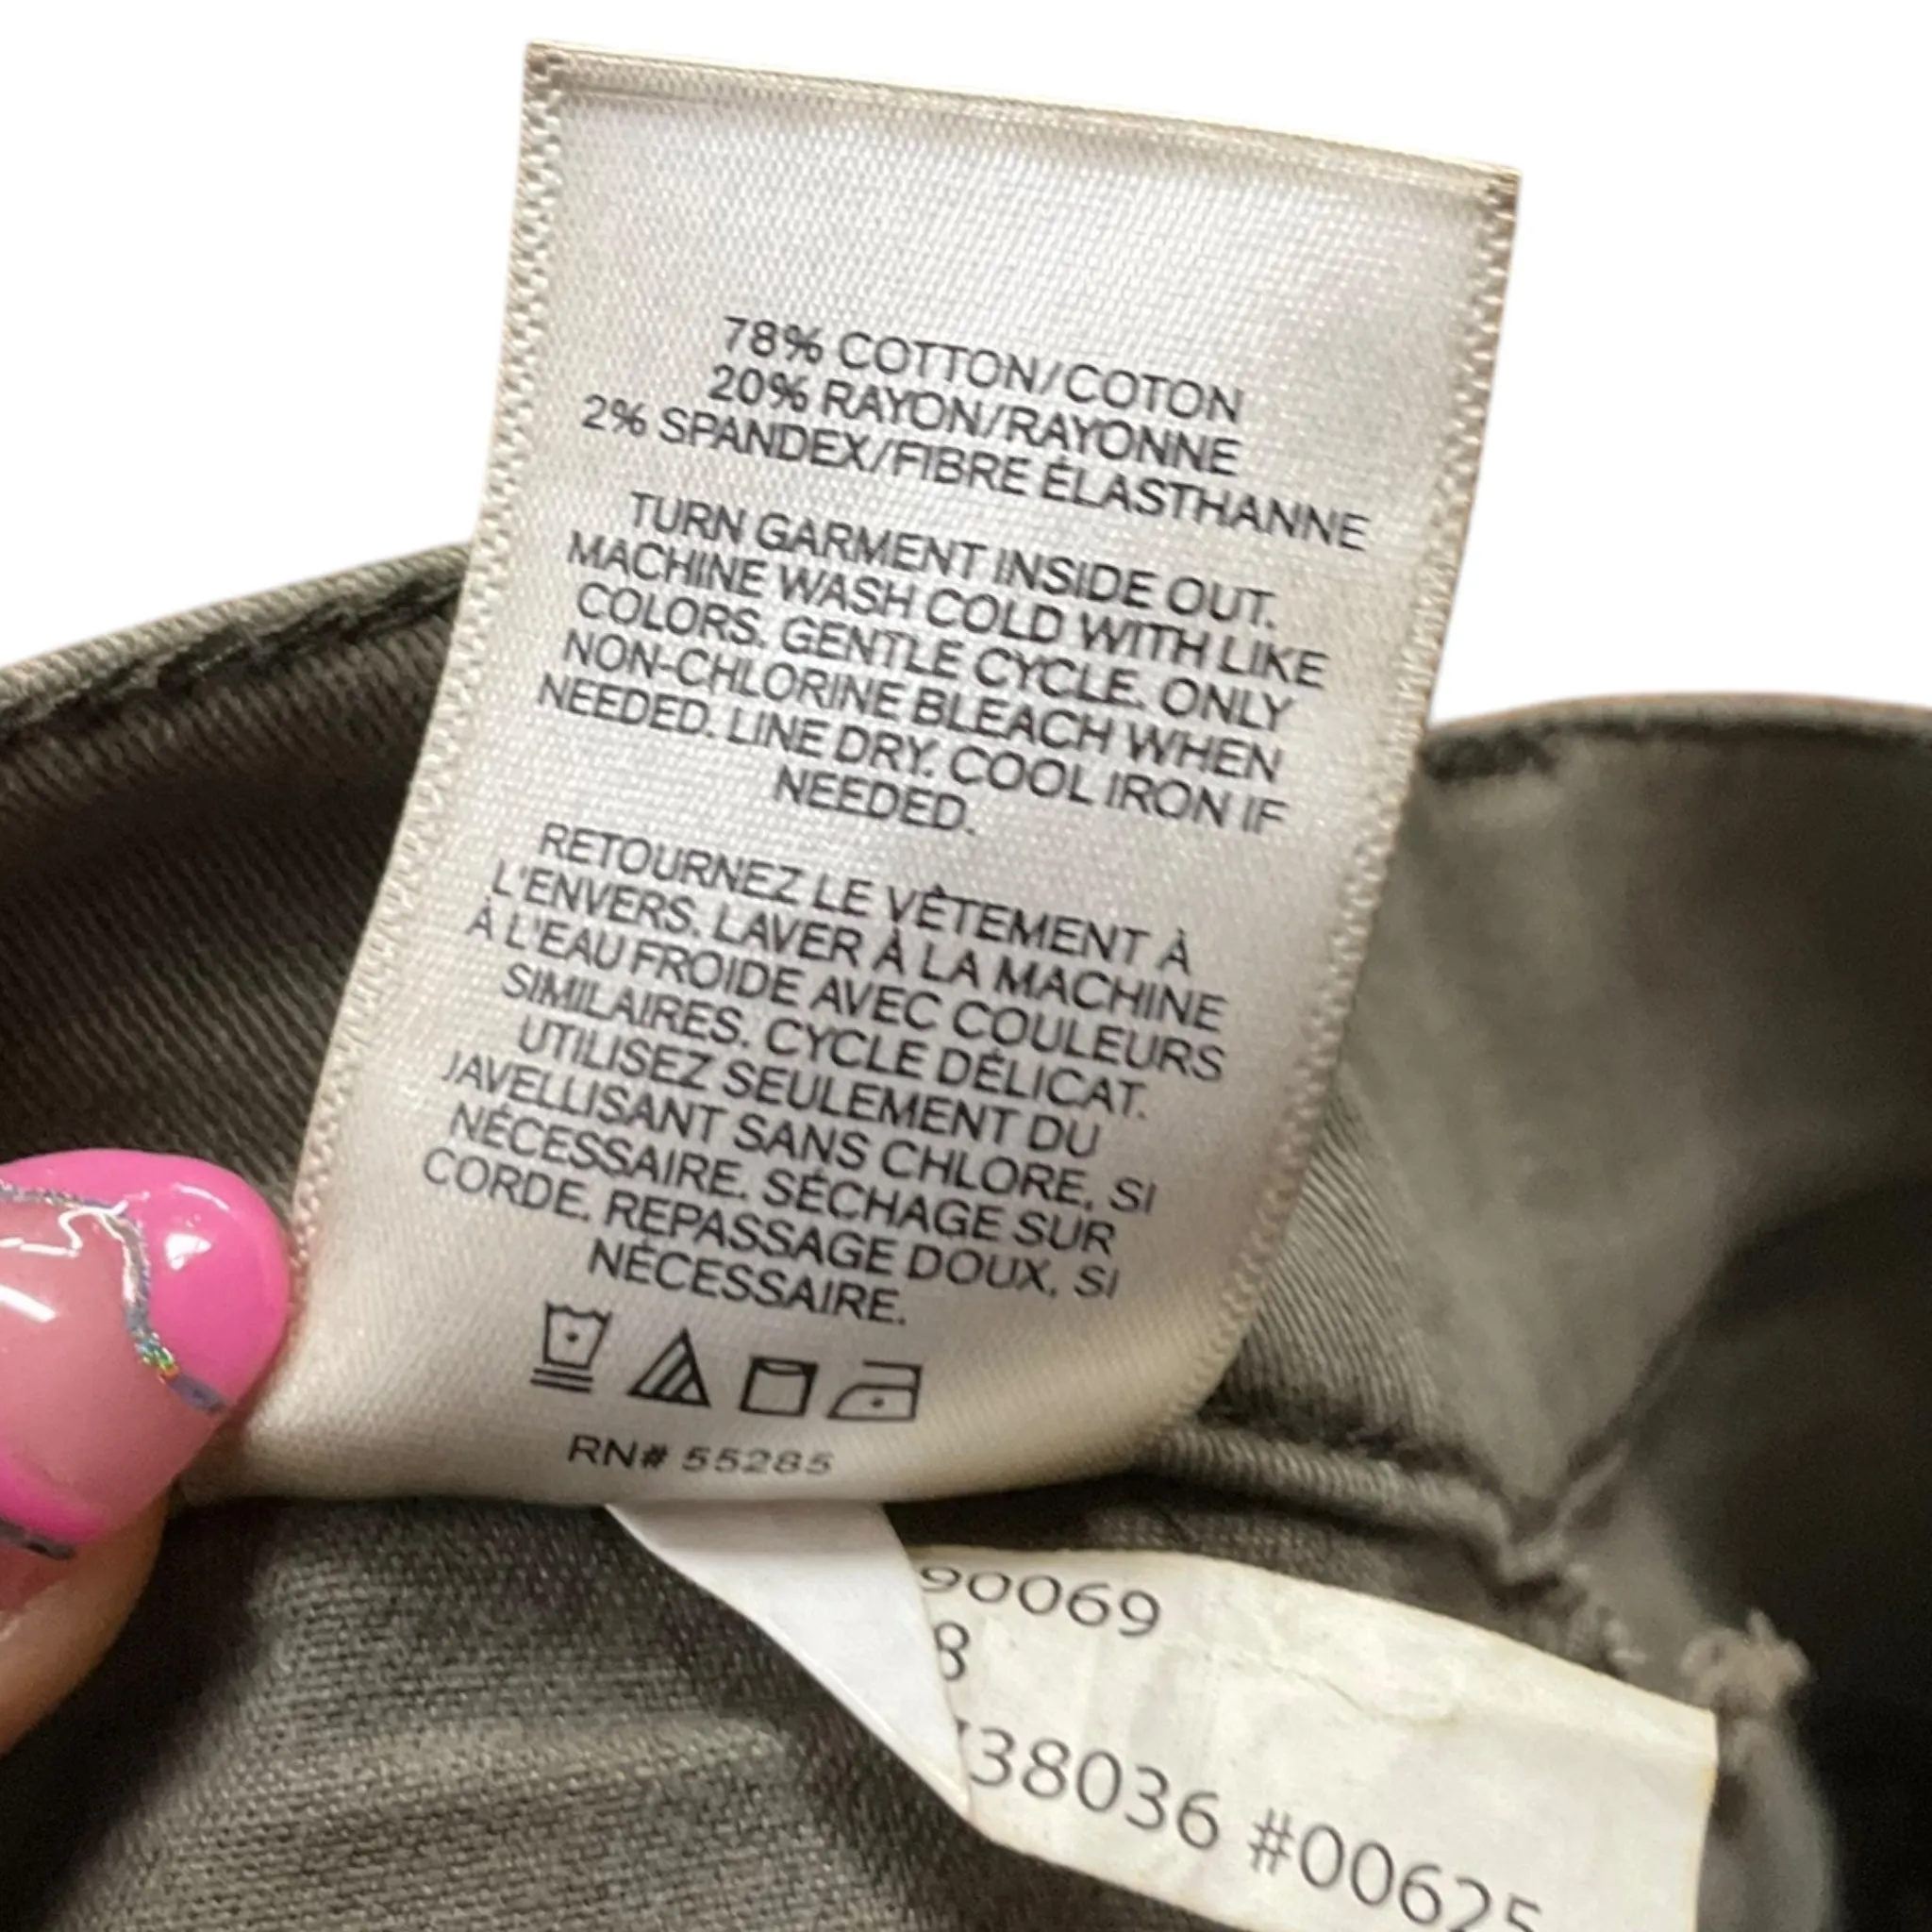 78% COTTON/COTON
20% RAYON/RAYONNE
2% SPANDEX/FIBRE ÉLASTHANNE
TURN GARMENT INSIDE OUT.
MACHINE WASH COLD WITH LIKE
COLORS. GENTLE CYCLE. ONLY
NON-CHLORINE BLEACH WHEN
NEEDED. LINE DRY. COOL IRON IF
NEEDED.
RETOURNEZ LE VÊTEMENT À
L'ENVERS. LAVER À LA MACHINE
À L'EAU FROIDE AVEC COULEURS
SIMILAIRES. CYCLE DÉLICAT.
UTILISEZ SEULEMENT DU
JAVELLISANT SANS CHLORE, SI
NÉCESSAIRE. SÉCHAGE SUR
CORDE. REPASSAGE DOUX, SI
NÉCESSAIRE.
RN# 55285
90069
8
38036 #00625